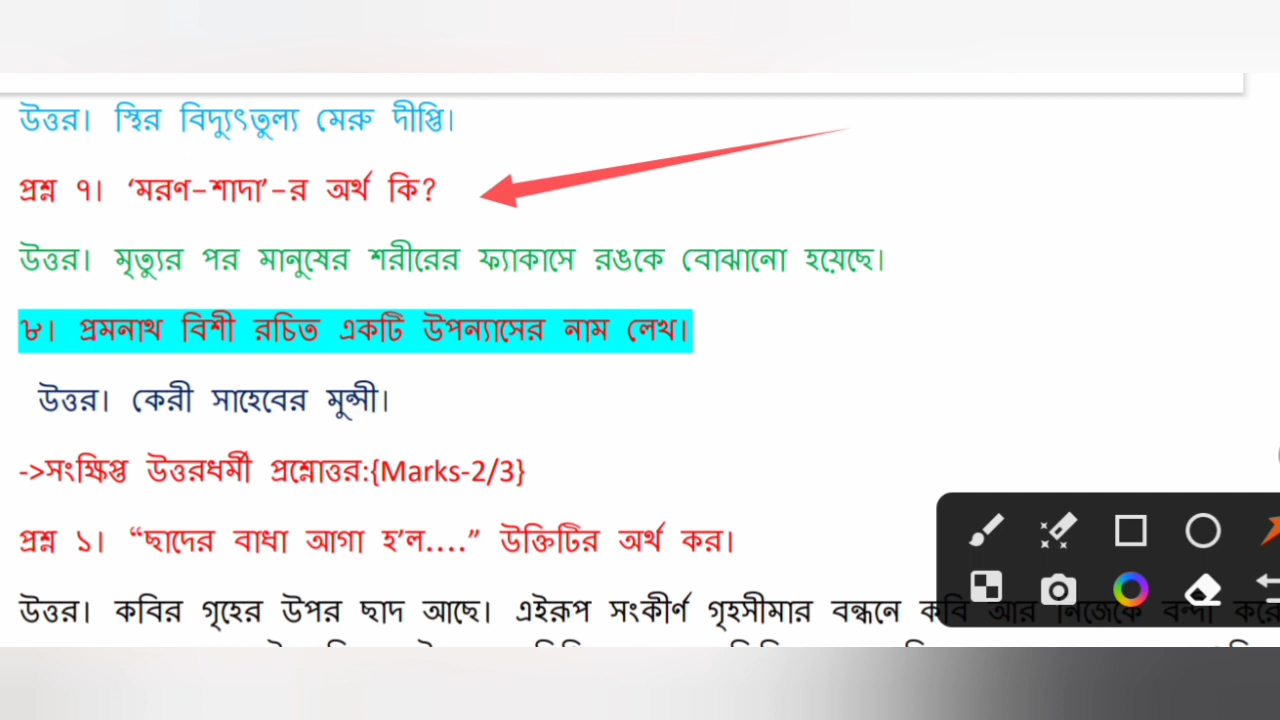 উত্তর। স্থির বিদ্যুৎতুল্য মেরু দীপ্তি।
প্রশ্ন ৭। ‘মরণ-শাদা’-র অর্থ কি?
উত্তর। মৃত্যুর পর মানুষের শরীরের ফ্যাকাসে রঙকে বোঝানো হয়েছে।
৮। প্রমনাথ বিশী রচিত একটি উপন্যাসের নাম লেখ।
উত্তর। কেরী সাহেবের মুন্সী।
->সংক্ষিপ্ত উত্তরধর্মী প্রশ্নোত্তর:{Marks-2/3}
প্রশ্ন ১। “ছাদের বাধা আগা হ’ল....” উক্তিটির অর্থ কর।
উত্তর। কবির গৃহের উপর ছাদ আছে। এইরূপ সংকীর্ণ গৃহসীমার বন্ধনে কবি আর নিজেকে বন্দী